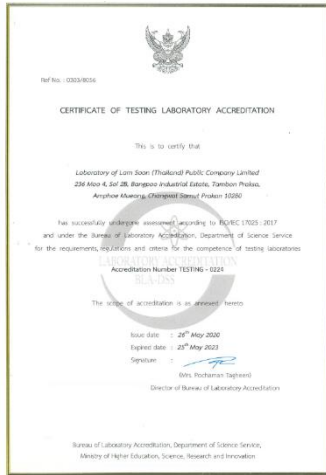 Ref No. : 0303/8056
CERTIFICATE OF TESTING LABORATORY ACCREDITATION
This is to certify that
Laboratory of Lam Soon (Thailand) Public Company Limited
236 Moo 4, Soi 2B, Bangpoo Industrial Estate, Tambon Praksa,
Amphoe Mueang, Changwat Samut Prakan 10280
has successfully undergone assessment according to ISO/IEC 17025 : 2017
and under the Bureau of Laboratory Accreditation, Department of Science Service
for the requirements, regulations and criteria for the competence of testing laboratories
LABORATORY ACCREDITATION
Accreditation Number TESTING - 0224
BLA-DSS
The scope of accreditation is as annexed hereto
Issue date : 26th May 2020
Expired date : 25th May 2023
Signature :
(Mrs. Pochaman Tagheen)
Director of Bureau of Laboratory Accreditation
Bureau of Laboratory Accreditation, Department of Science Service,
Ministry of Higher Education, Science, Research and Innovation